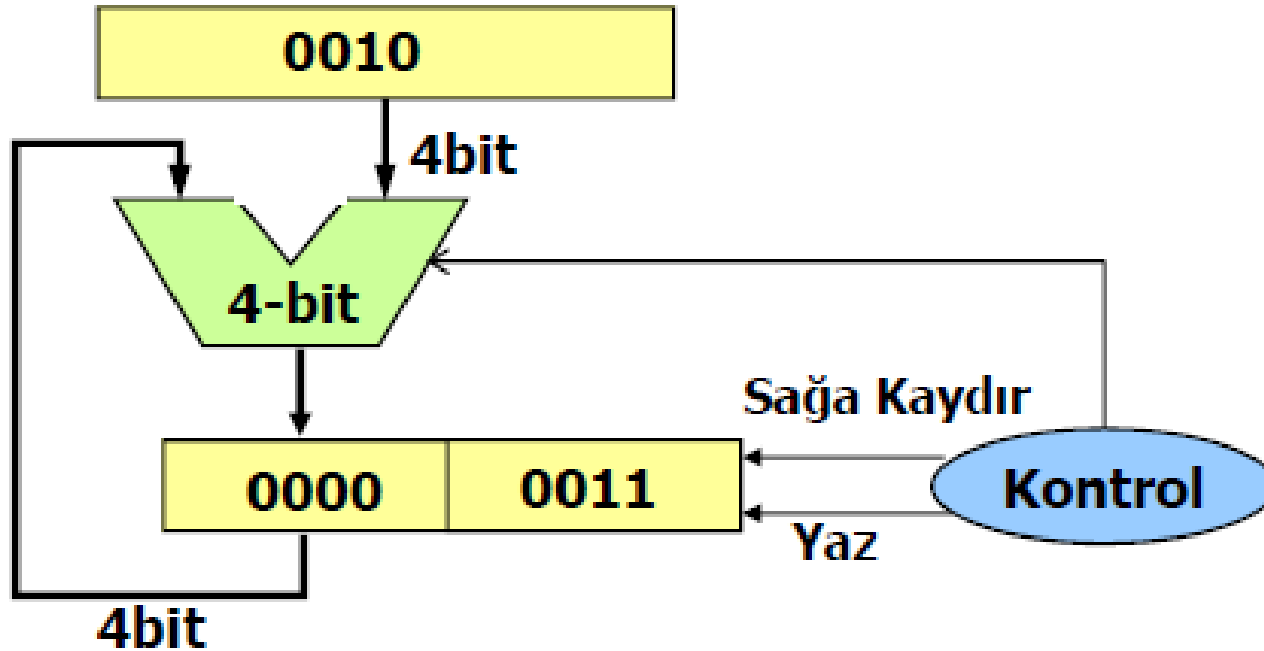 0010
4bit
4-bit
Sağa Kaydır
0000 0011
Kontrol
Yaz
4bit